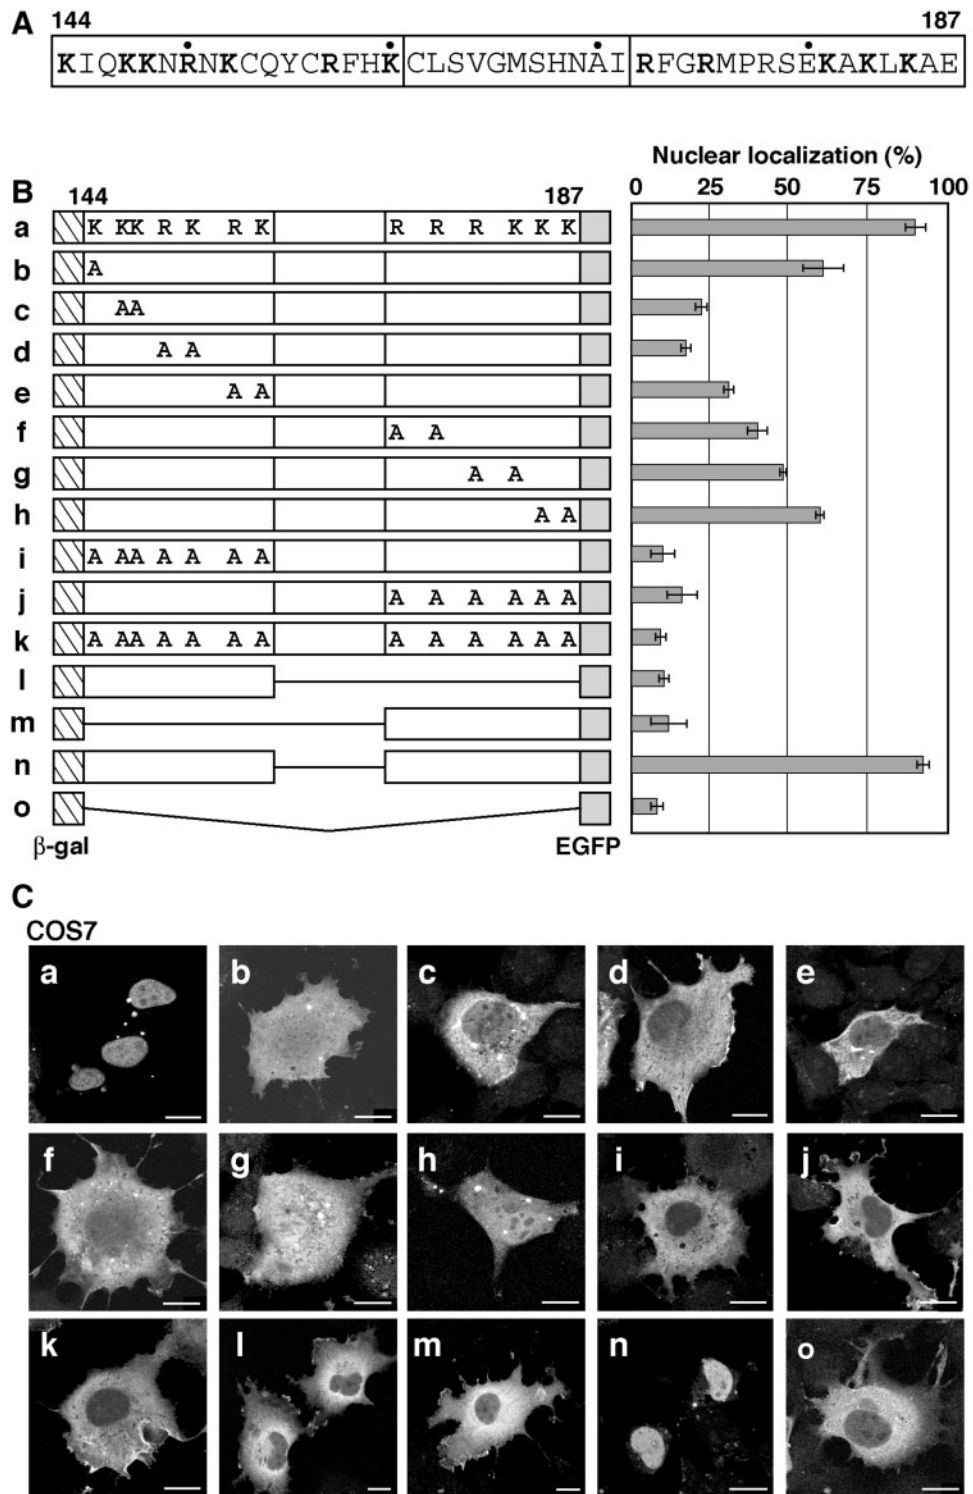 A 144 187
KIQKKNRNKCQYCRFHK CLSVGMSHNAI RFGRMPRSEKAKLKAE
Nuclear localization (%)
B 144 187 0 25 50 75 100
a K KK R K R K R R R K K K
b A
c AA
d A A
e A A
f A A
g A A
h A A
i A AA A A A A
j A A A A A A
k A AA A A A A A A A A A A
l
m
n
o
β-gal EGFP
C
COS7
a b c d e
f g h i j
k l m n o